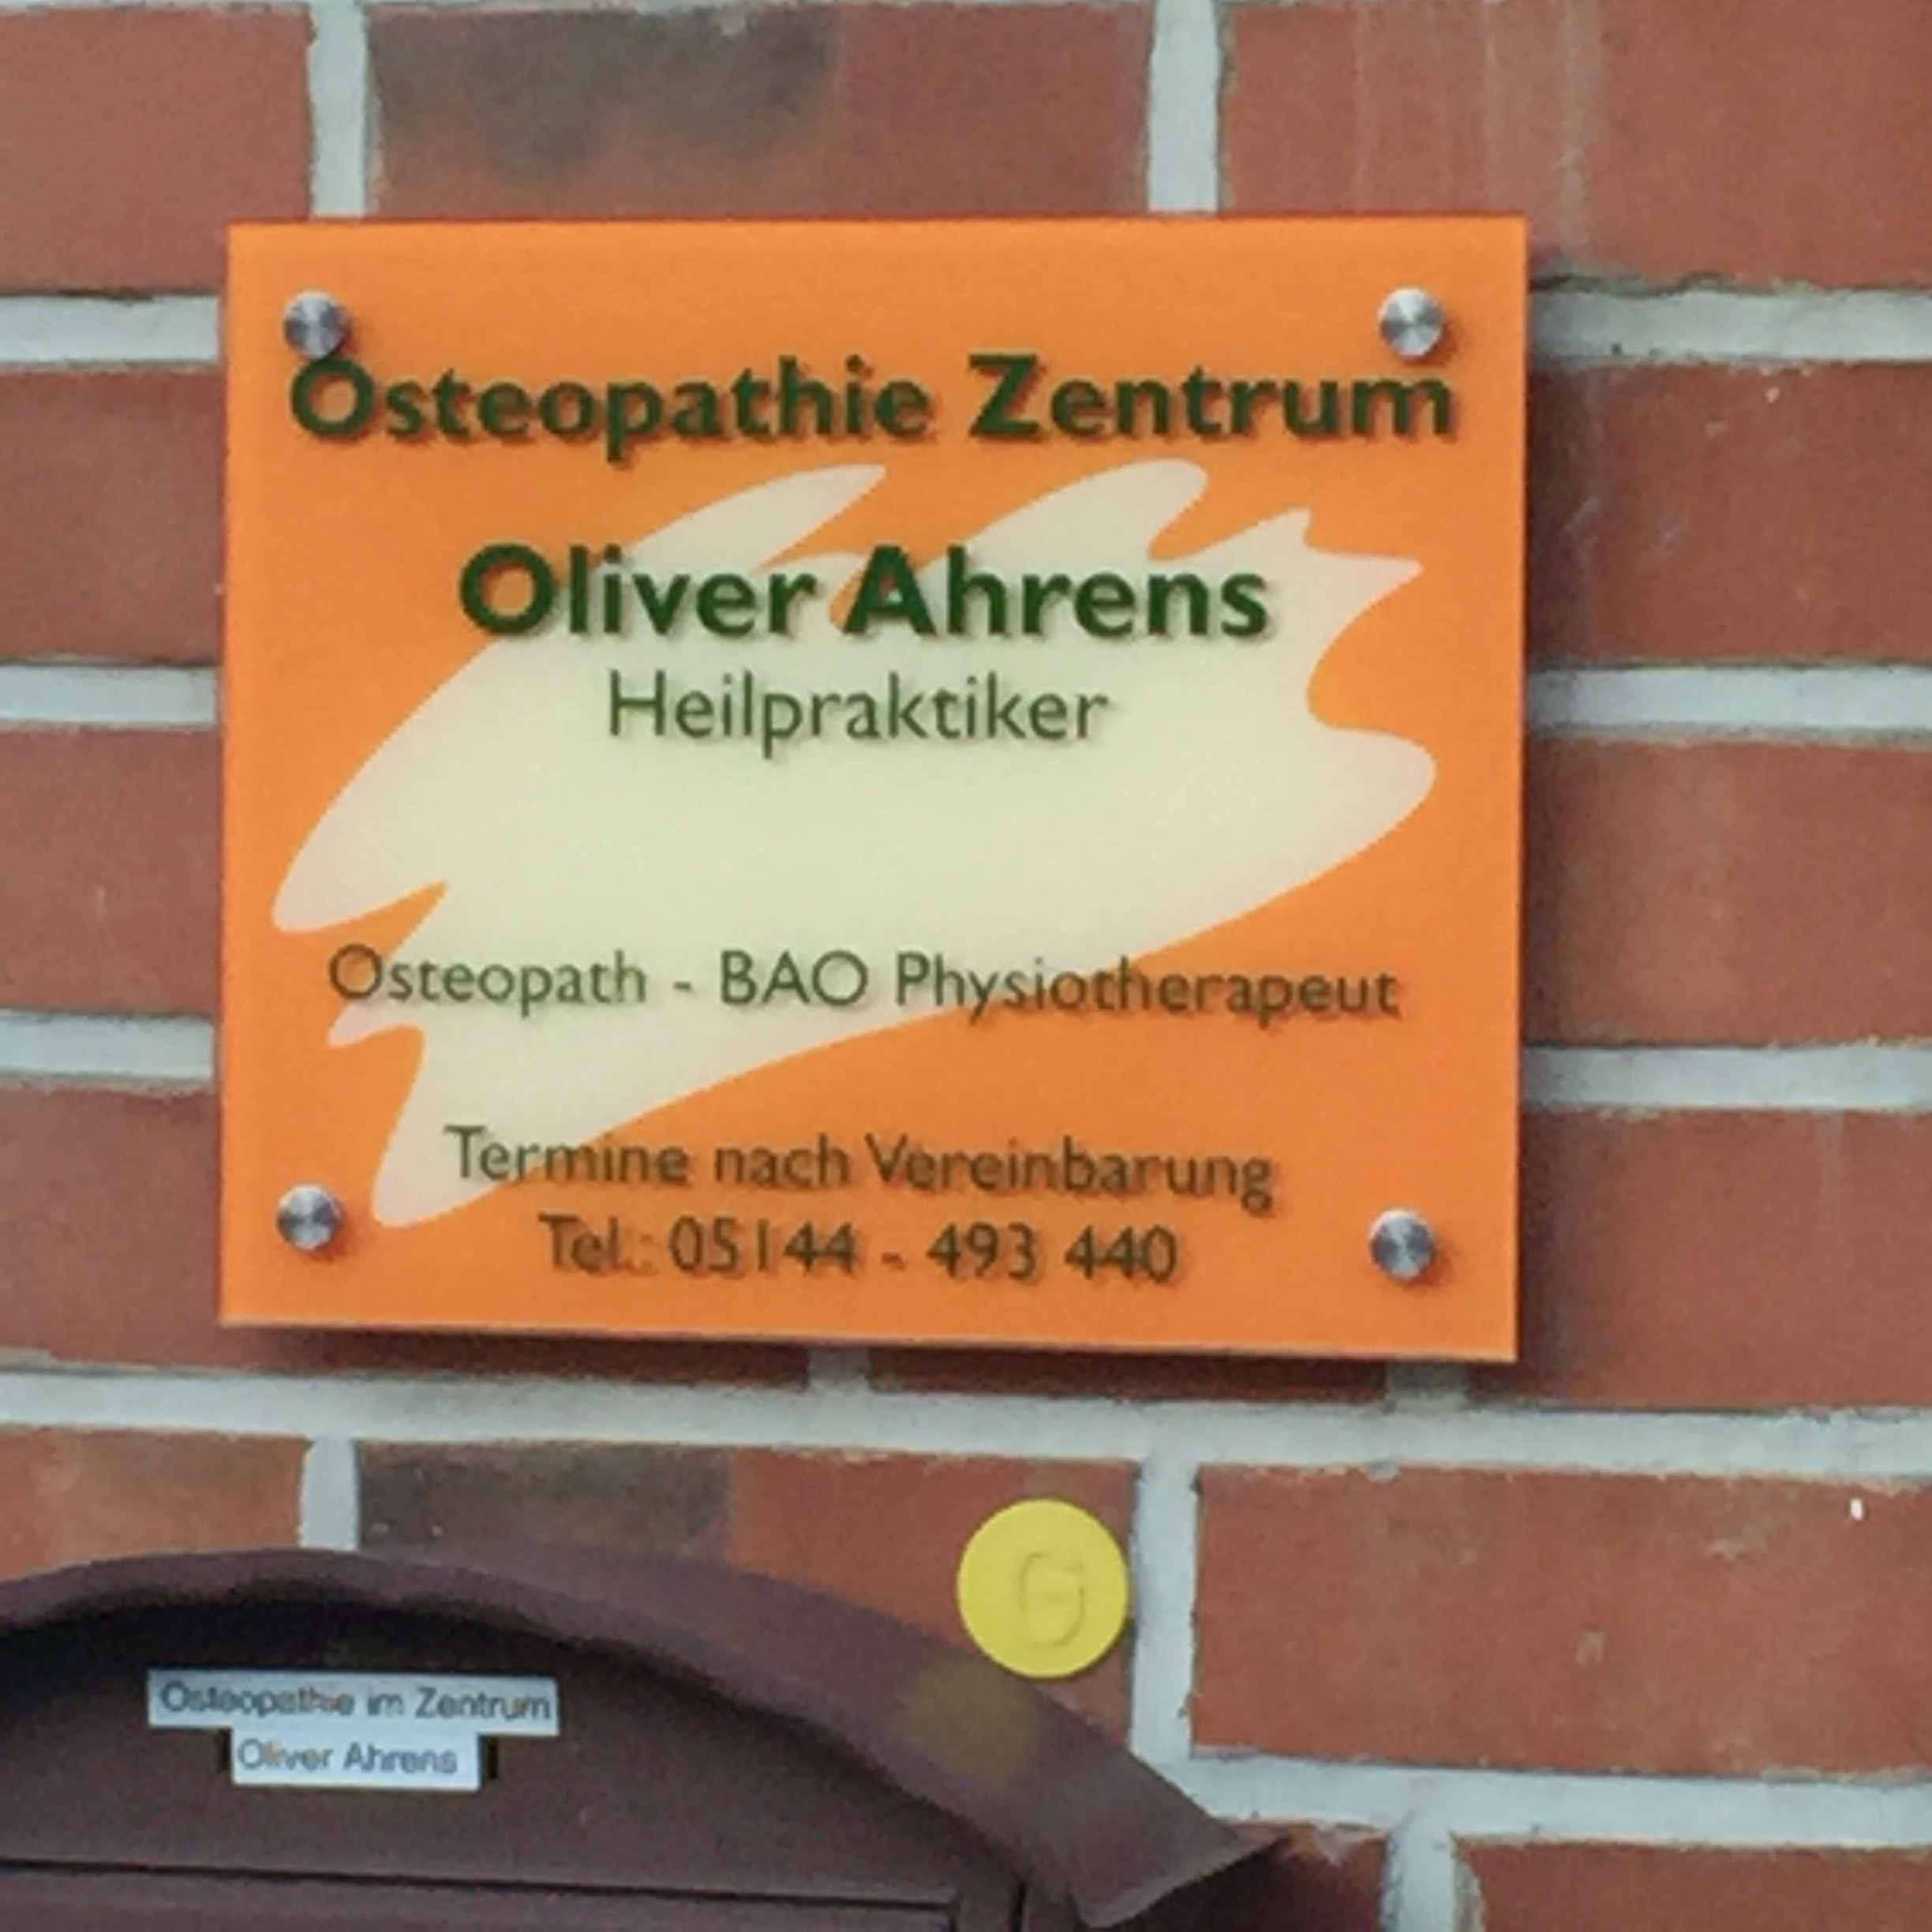 Osteopathie Zentrum
Oliver Ahrens
Heilpraktiker
Osteopath - BAO Physiotherapeut
Termine nach Vereinbarung
Tel.: 05144 - 493 440
G
Osteopathie im Zentrum
Oliver Ahrens